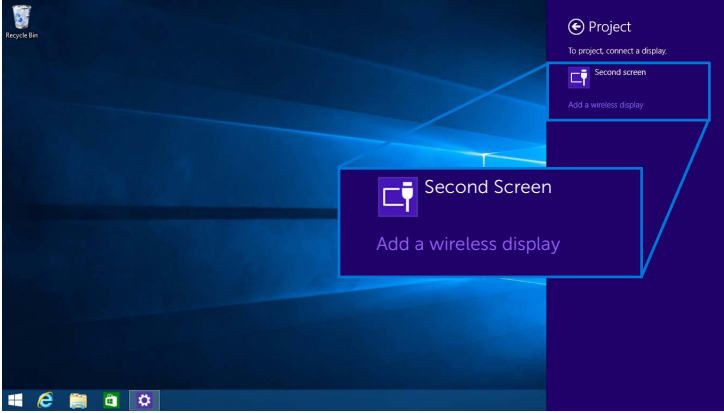 Recycle Bin
Project
To project, connect a display.
Second screen
Add a wireless display
Second Screen
Add a wireless display